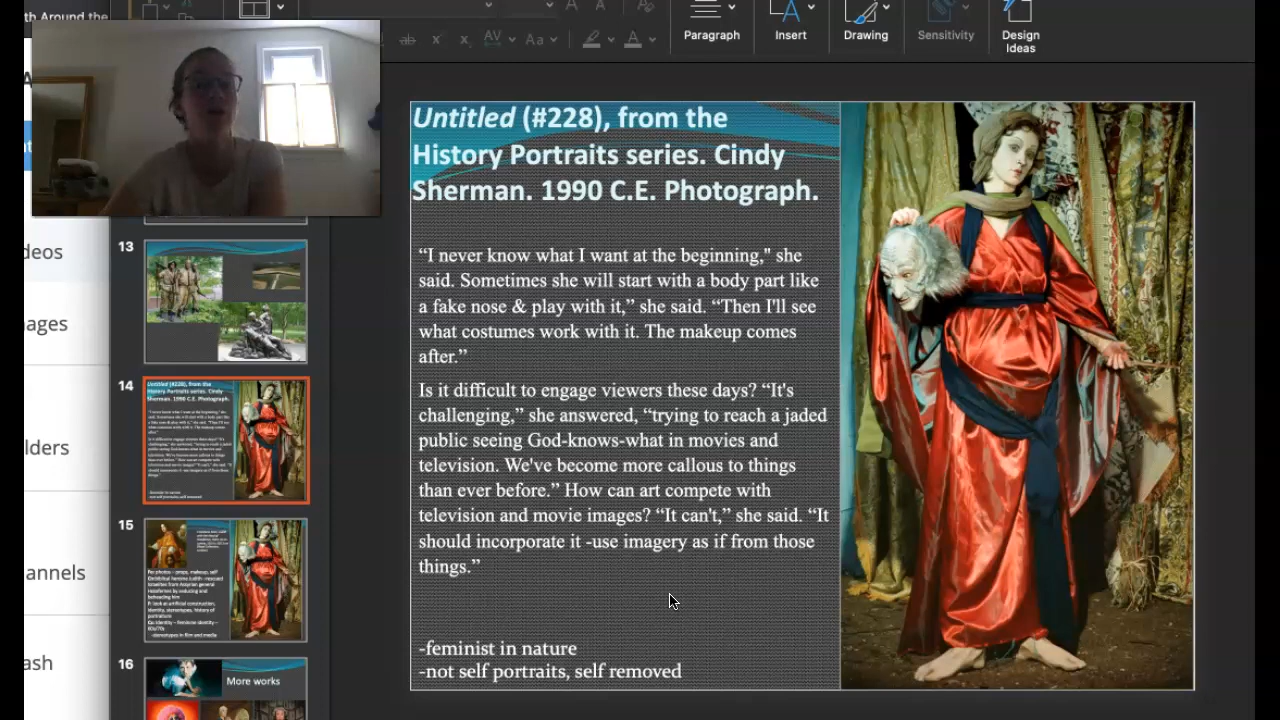 th Around the
Paragraph
Insert
Drawing
Sensitivity
Design
Ideas
ab
x
x
AV
Aa
A
deos
ages
lders
annels
ash
13
14
15
16
More works
Untitled (#228), from the
History Portraits series. Cindy
Sherman. 1990 C.E. Photograph.
“I never know what I want at the beginning," she
said. Sometimes she will start with a body part like
a fake nose & play with it,” she said. “Then I'll see
what costumes work with it. The makeup comes
after.”
Is it difficult to engage viewers these days? “It's
challenging,” she answered, “trying to reach a jaded
public seeing God-knows-what in movies and
television. We've become more callous to things
than ever before.” How can art compete with
television and movie images? “It can't,” she said. “It
should incorporate it -use imagery as if from those
things.”
-feminist in nature
-not self portraits, self removed